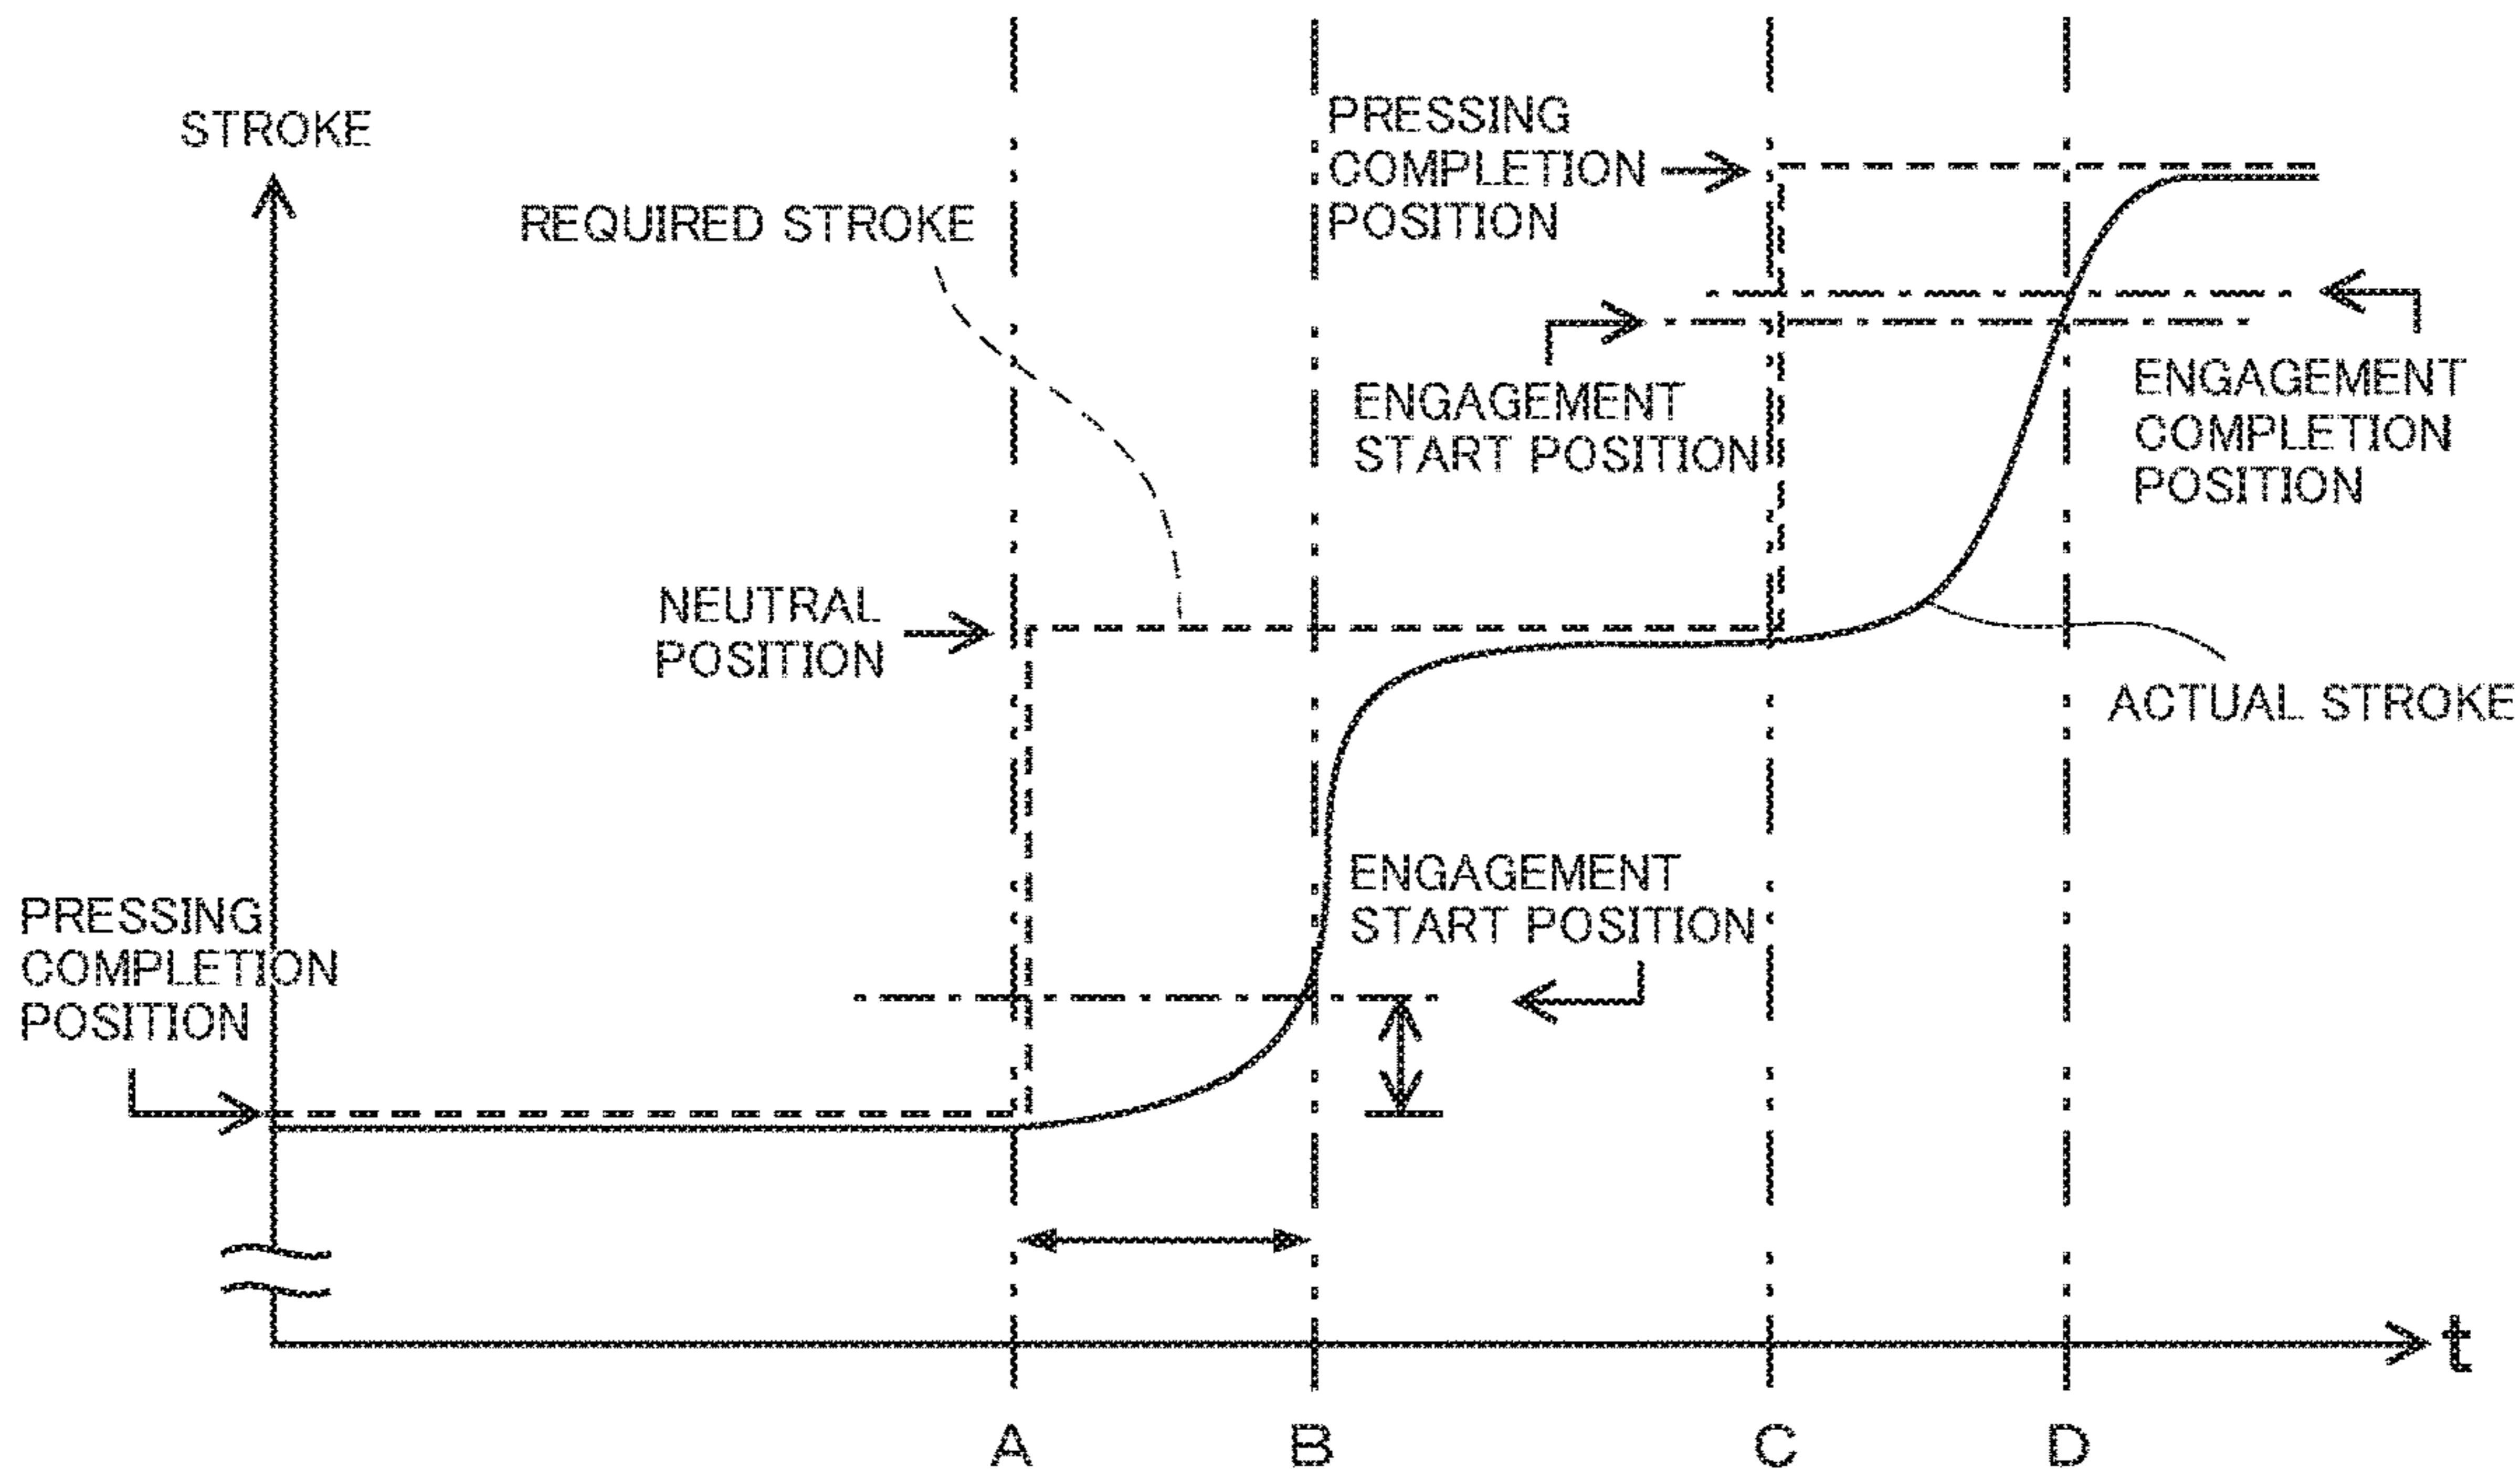 STROKE
REQUIRED STROKE
PRESSING
COMPLETION
POSITION
ENGAGEMENT
START POSITION
ENGAGEMENT
COMPLETION
POSITION
NEUTRAL
POSITION
ACTUAL STROKE
ENGAGEMENT
START POSITION
PRESSING
COMPLETION
POSITION
t
A
B
C
D